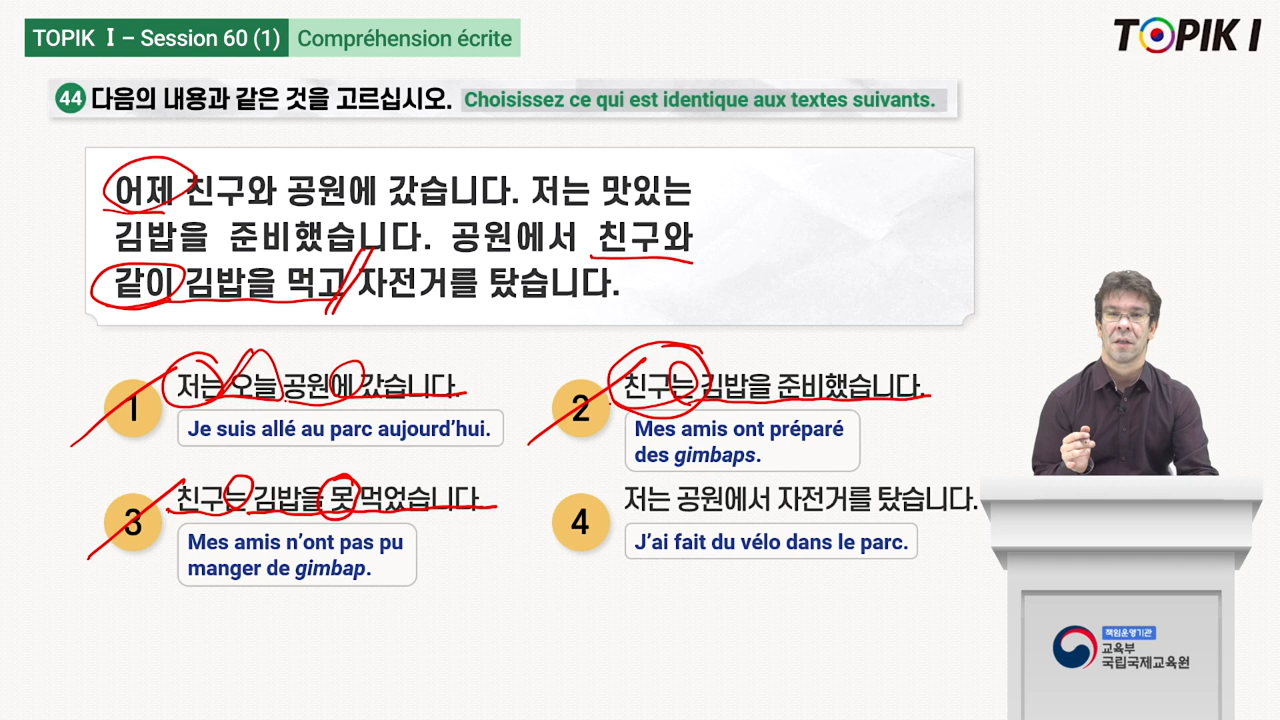 TOPIK Ⅰ – Session 60 (1) Compréhension écrite
TOPIK I
44 다음의 내용과 같은 것을 고르십시오. Choisissez ce qui est identique aux textes suivants.
어제 친구와 공원에 갔습니다. 저는 맛있는
김밥을 준비했습니다. 공원에서 친구와
같이 김밥을 먹고 자전거를 탔습니다.
1 저는 오늘 공원에 갔습니다.
Je suis allé au parc aujourd'hui.
2 친구는 김밥을 준비했습니다.
Mes amis ont préparé
des gimbaps.
3 친구는 김밥을 못 먹었습니다.
Mes amis n'ont pas pu
manger de gimbap.
4 저는 공원에서 자전거를 탔습니다.
J'ai fait du vélo dans le parc.
책임운영기관
교육부
국립국제교육원